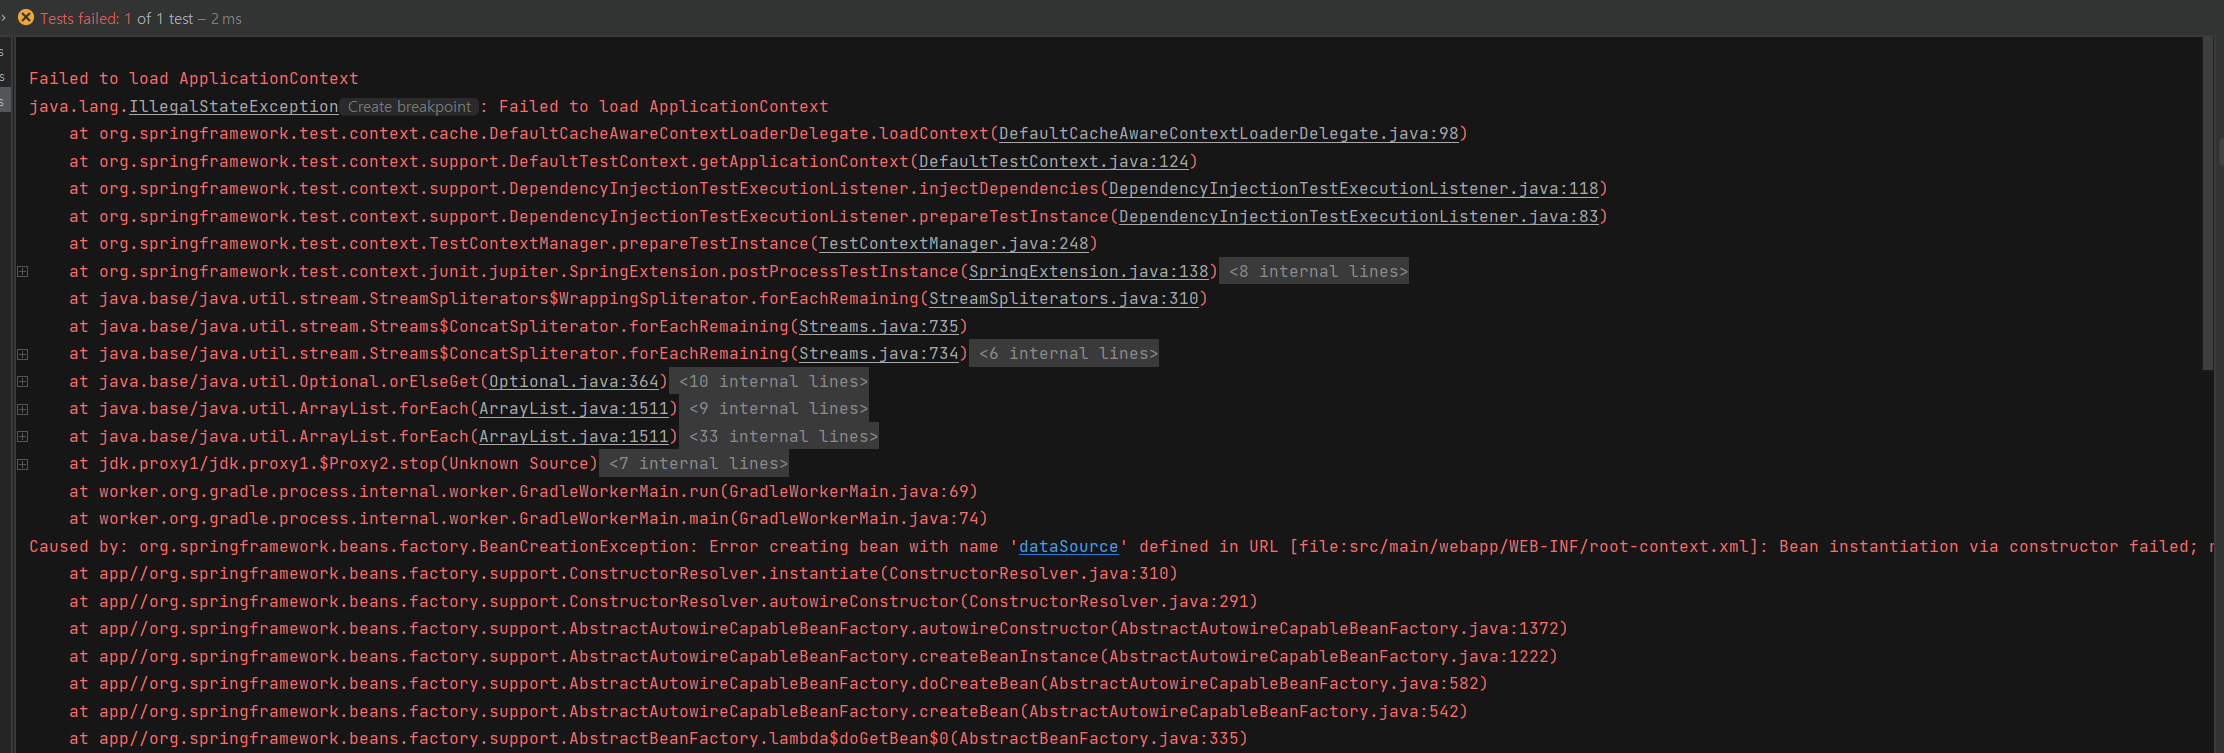 Tests failed: 1 of 1 test – 2 ms
Failed to load ApplicationContext
java.lang.IllegalStateException Create breakpoint : Failed to load ApplicationContext
at org.springframework.test.context.cache.DefaultCacheAwareContextLoaderDelegate.loadContext(DefaultCacheAwareContextLoaderDelegate.java:98)
at org.springframework.test.context.support.DefaultTestContext.getApplicationContext(DefaultTestContext.java:124)
at org.springframework.test.context.support.DependencyInjectionTestExecutionListener.injectDependencies(DependencyInjectionTestExecutionListener.java:118)
at org.springframework.test.context.support.DependencyInjectionTestExecutionListener.prepareTestInstance(DependencyInjectionTestExecutionListener.java:83)
at org.springframework.test.context.TestContextManager.prepareTestInstance(TestContextManager.java:248)
at org.springframework.test.context.junit.jupiter.SpringExtension.postProcessTestInstance(SpringExtension.java:138) <8 internal lines>
at java.base/java.util.stream.StreamSpliterators$WrappingSpliterator.forEachRemaining(StreamSpliterators.java:310)
at java.base/java.util.stream.Streams$ConcatSpliterator.forEachRemaining(Streams.java:735)
at java.base/java.util.stream.Streams$ConcatSpliterator.forEachRemaining(Streams.java:734) <6 internal lines>
at java.base/java.util.Optional.orElseGet(Optional.java:364) <10 internal lines>
at java.base/java.util.ArrayList.forEach(ArrayList.java:1511) <9 internal lines>
at java.base/java.util.ArrayList.forEach(ArrayList.java:1511) <33 internal lines>
at jdk.proxy1/jdk.proxy1.$Proxy2.stop(Unknown Source) <7 internal lines>
at worker.org.gradle.process.internal.worker.GradleWorkerMain.run(GradleWorkerMain.java:69)
at worker.org.gradle.process.internal.worker.GradleWorkerMain.main(GradleWorkerMain.java:74)
Caused by: org.springframework.beans.factory.BeanCreationException: Error creating bean with name 'dataSource' defined in URL [file:src/main/webapp/WEB-INF/root-context.xml]: Bean instantiation via constructor failed;
at app//org.springframework.beans.factory.support.ConstructorResolver.instantiate(ConstructorResolver.java:310)
at app//org.springframework.beans.factory.support.ConstructorResolver.autowireConstructor(ConstructorResolver.java:291)
at app//org.springframework.beans.factory.support.AbstractAutowireCapableBeanFactory.autowireConstructor(AbstractAutowireCapableBeanFactory.java:1372)
at app//org.springframework.beans.factory.support.AbstractAutowireCapableBeanFactory.createBeanInstance(AbstractAutowireCapableBeanFactory.java:1222)
at app//org.springframework.beans.factory.support.AbstractAutowireCapableBeanFactory.doCreateBean(AbstractAutowireCapableBeanFactory.java:582)
at app//org.springframework.beans.factory.support.AbstractAutowireCapableBeanFactory.createBean(AbstractAutowireCapableBeanFactory.java:542)
at app//org.springframework.beans.factory.support.AbstractBeanFactory.lambda$doGetBean$0(AbstractBeanFactory.java:335)